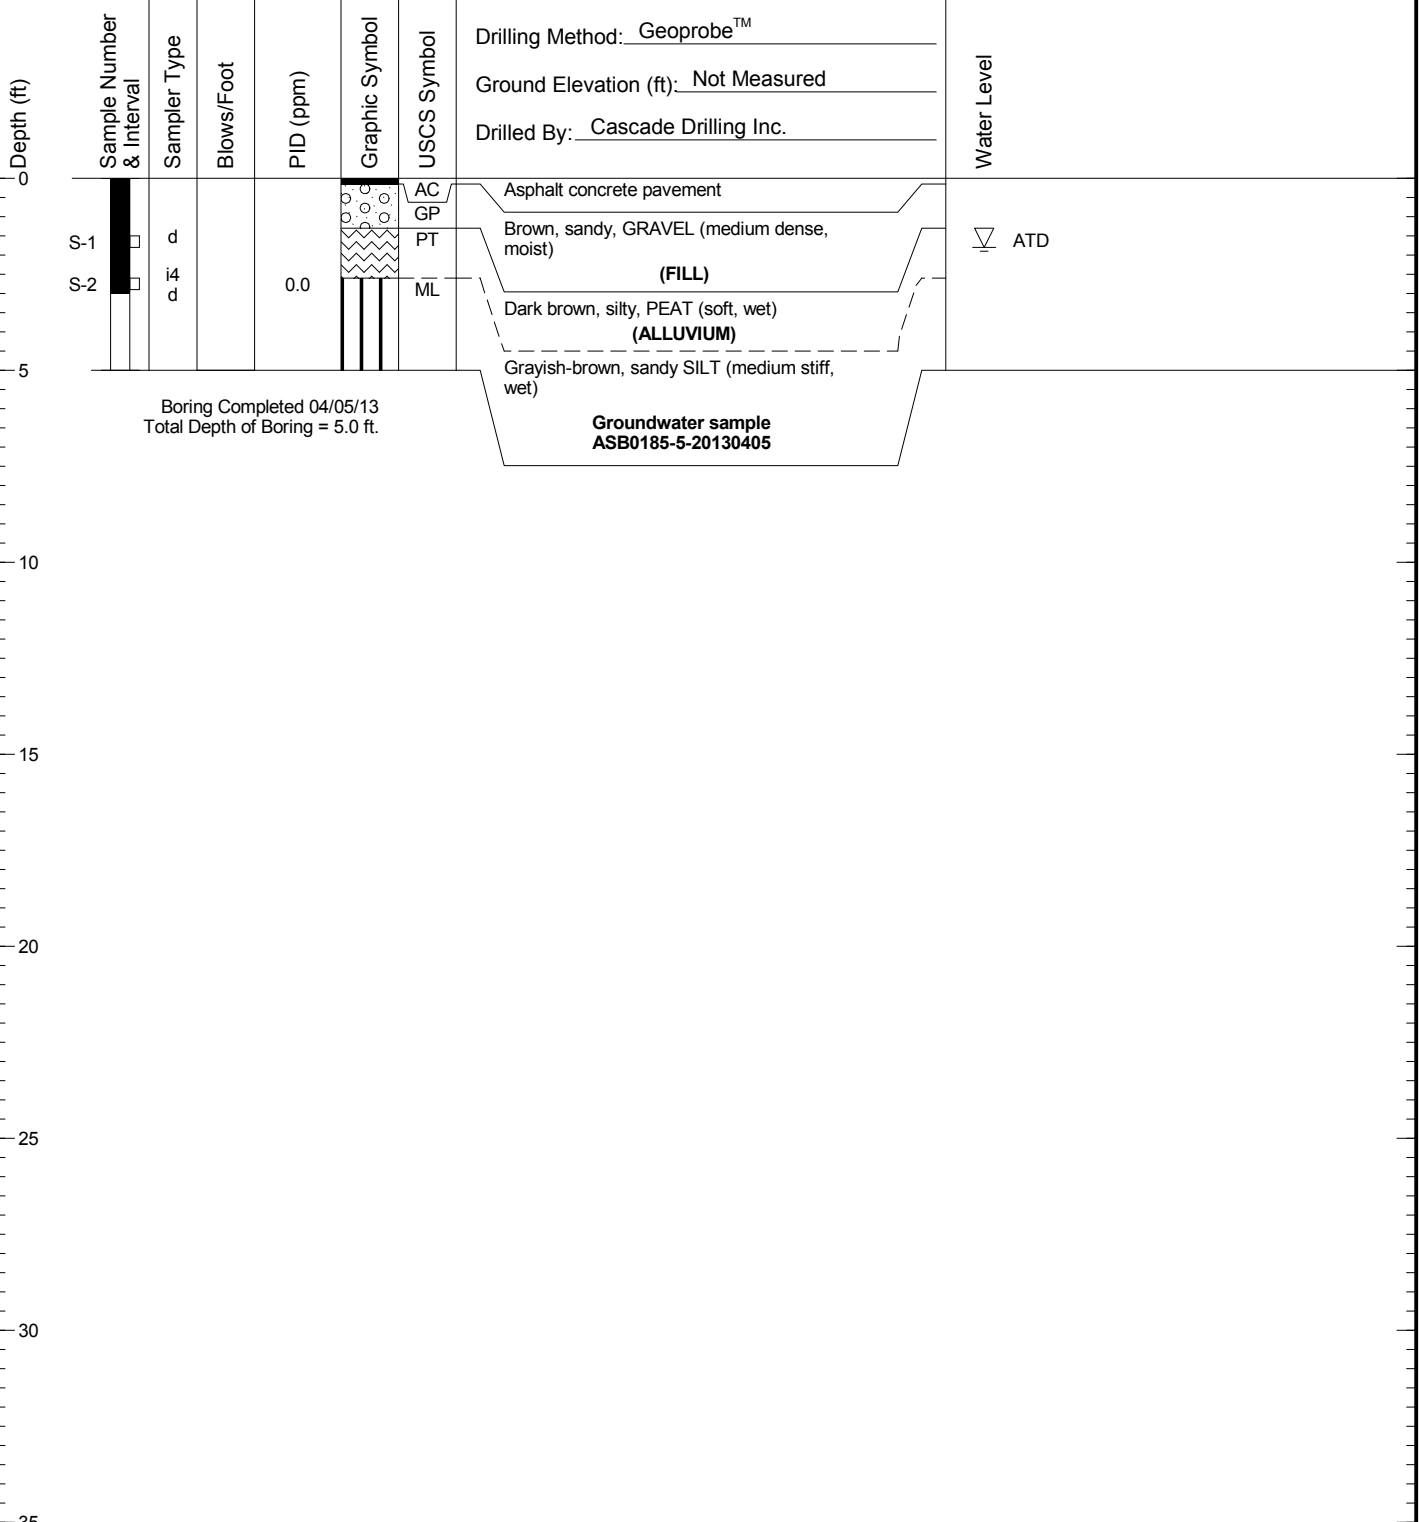 Depth (ft)
Sample Number
& Interval
Sampler Type
Blows/Foot
PID (ppm)
Graphic Symbol
USCS Symbol
Drilling Method: Geoprobe™
Ground Elevation (ft): Not Measured
Drilled By: Cascade Drilling Inc.
Water Level
0
AC
Asphalt concrete pavement
GP
S-1
d
PT
Brown, sandy, GRAVEL (medium dense,
moist)
(FILL)
ATD
S-2
i4
d
0.0
ML
Dark brown, silty, PEAT (soft, wet)
(ALLUVIUM)
5
Grayish-brown, sandy SILT (medium stiff,
wet)
Boring Completed 04/05/13
Total Depth of Boring = 5.0 ft.
Groundwater sample
ASB0185-5-20130405
10
15
20
25
30
35